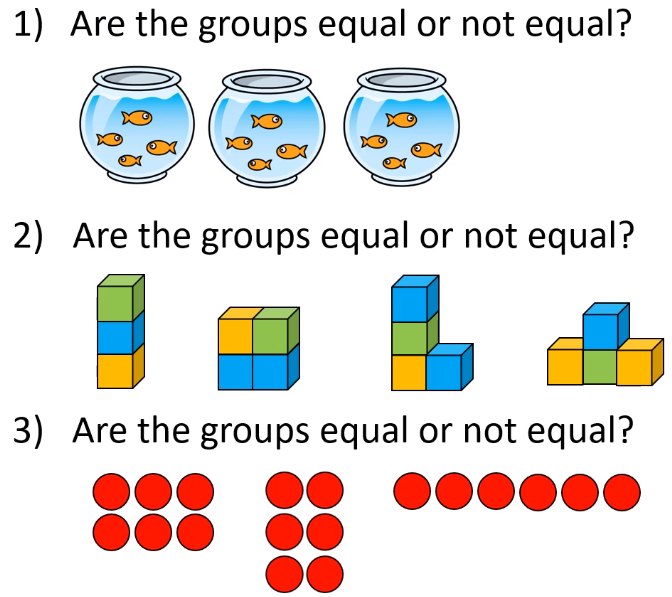 1) Are the groups equal or not equal?
2) Are the groups equal or not equal?
3) Are the groups equal or not equal?